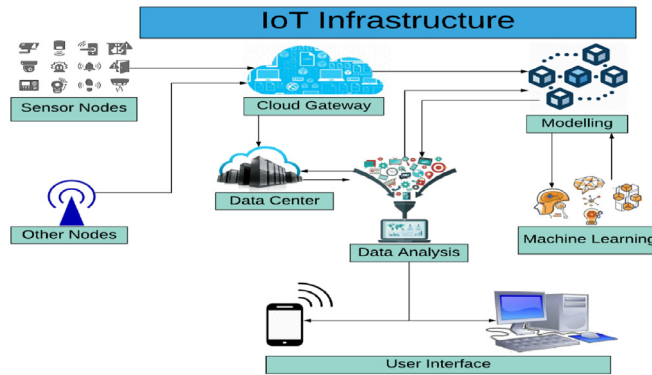 IoT Infrastructure
Sensor Nodes
Cloud Gateway
Modelling
Data Center
Other Nodes
Data Analysis
Machine Learning
User Interface